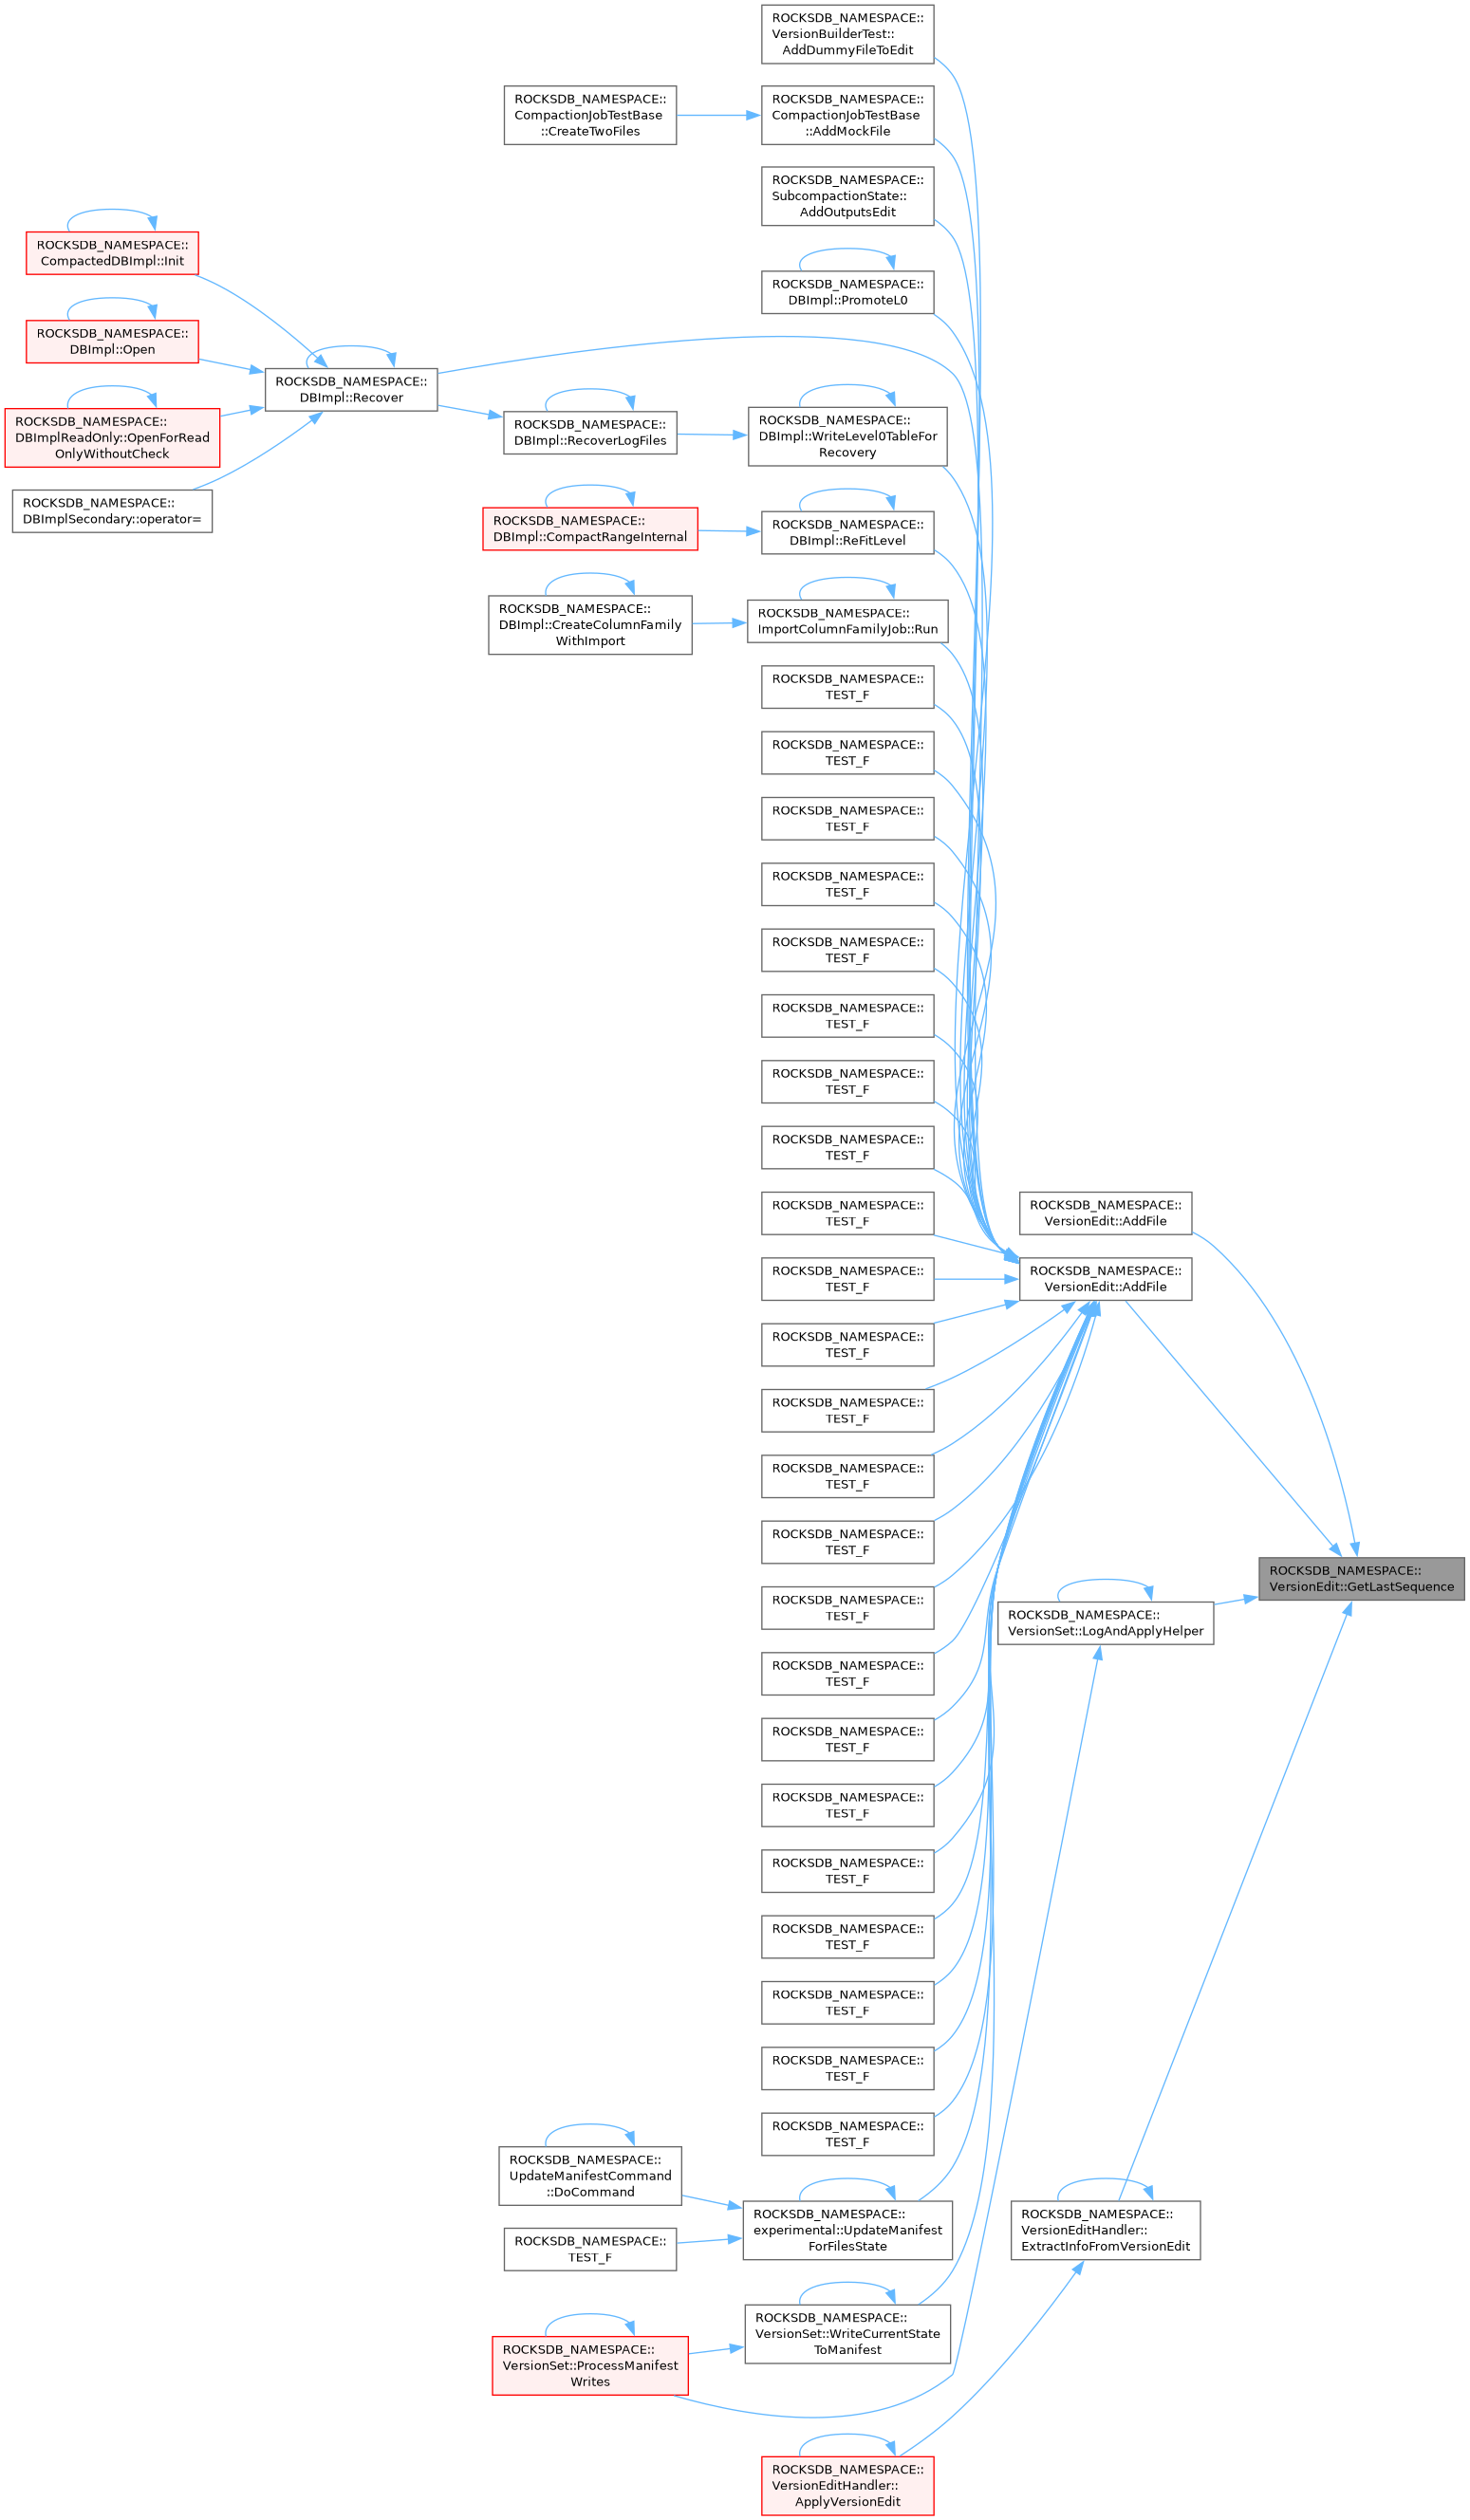 ROCKSDB_NAMESPACE::
VersionBuilderTest::
AddDummyFileToEdit
ROCKSDB_NAMESPACE::
CompactionJobTestBase
::CreateTwoFiles
ROCKSDB_NAMESPACE::
CompactionJobTestBase
::AddMockFile
ROCKSDB_NAMESPACE::
SubcompactionState::
AddOutputsEdit
ROCKSDB_NAMESPACE::
CompactedDBImpl::Init
ROCKSDB_NAMESPACE::
DBImpl::PromoteL0
ROCKSDB_NAMESPACE::
DBImpl::Open
ROCKSDB_NAMESPACE::
DBImpl::Recover
ROCKSDB_NAMESPACE::
DBImplReadOnly::OpenForRead
OnlyWithoutCheck
ROCKSDB_NAMESPACE::
DBImpl::RecoverLogFiles
ROCKSDB_NAMESPACE::
DBImpl::WriteLevel0TableFor
Recovery
ROCKSDB_NAMESPACE::
DBImplSecondary::operator=
ROCKSDB_NAMESPACE::
DBImpl::CompactRangeInternal
ROCKSDB_NAMESPACE::
DBImpl::ReFitLevel
ROCKSDB_NAMESPACE::
DBImpl::CreateColumnFamily
WithImport
ROCKSDB_NAMESPACE::
ImportColumnFamilyJob::Run
ROCKSDB_NAMESPACE::
TEST_F
ROCKSDB_NAMESPACE::
TEST_F
ROCKSDB_NAMESPACE::
TEST_F
ROCKSDB_NAMESPACE::
TEST_F
ROCKSDB_NAMESPACE::
TEST_F
ROCKSDB_NAMESPACE::
TEST_F
ROCKSDB_NAMESPACE::
TEST_F
ROCKSDB_NAMESPACE::
TEST_F
ROCKSDB_NAMESPACE::
TEST_F
ROCKSDB_NAMESPACE::
VersionEdit::AddFile
ROCKSDB_NAMESPACE::
TEST_F
ROCKSDB_NAMESPACE::
VersionEdit::AddFile
ROCKSDB_NAMESPACE::
TEST_F
ROCKSDB_NAMESPACE::
TEST_F
ROCKSDB_NAMESPACE::
TEST_F
ROCKSDB_NAMESPACE::
TEST_F
ROCKSDB_NAMESPACE::
VersionEdit::GetLastSequence
ROCKSDB_NAMESPACE::
TEST_F
ROCKSDB_NAMESPACE::
VersionSet::LogAndApplyHelper
ROCKSDB_NAMESPACE::
TEST_F
ROCKSDB_NAMESPACE::
TEST_F
ROCKSDB_NAMESPACE::
TEST_F
ROCKSDB_NAMESPACE::
TEST_F
ROCKSDB_NAMESPACE::
TEST_F
ROCKSDB_NAMESPACE::
TEST_F
ROCKSDB_NAMESPACE::
TEST_F
ROCKSDB_NAMESPACE::
TEST_F
ROCKSDB_NAMESPACE::
UpdateManifestCommand
::DoCommand
ROCKSDB_NAMESPACE::
experimental::UpdateManifest
ForFilesState
ROCKSDB_NAMESPACE::
VersionEditHandler::
ExtractInfoFromVersionEdit
ROCKSDB_NAMESPACE::
TEST_F
ROCKSDB_NAMESPACE::
VersionSet::WriteCurrentState
ToManifest
ROCKSDB_NAMESPACE::
VersionSet::ProcessManifest
Writes
ROCKSDB_NAMESPACE::
VersionEditHandler::
ApplyVersionEdit